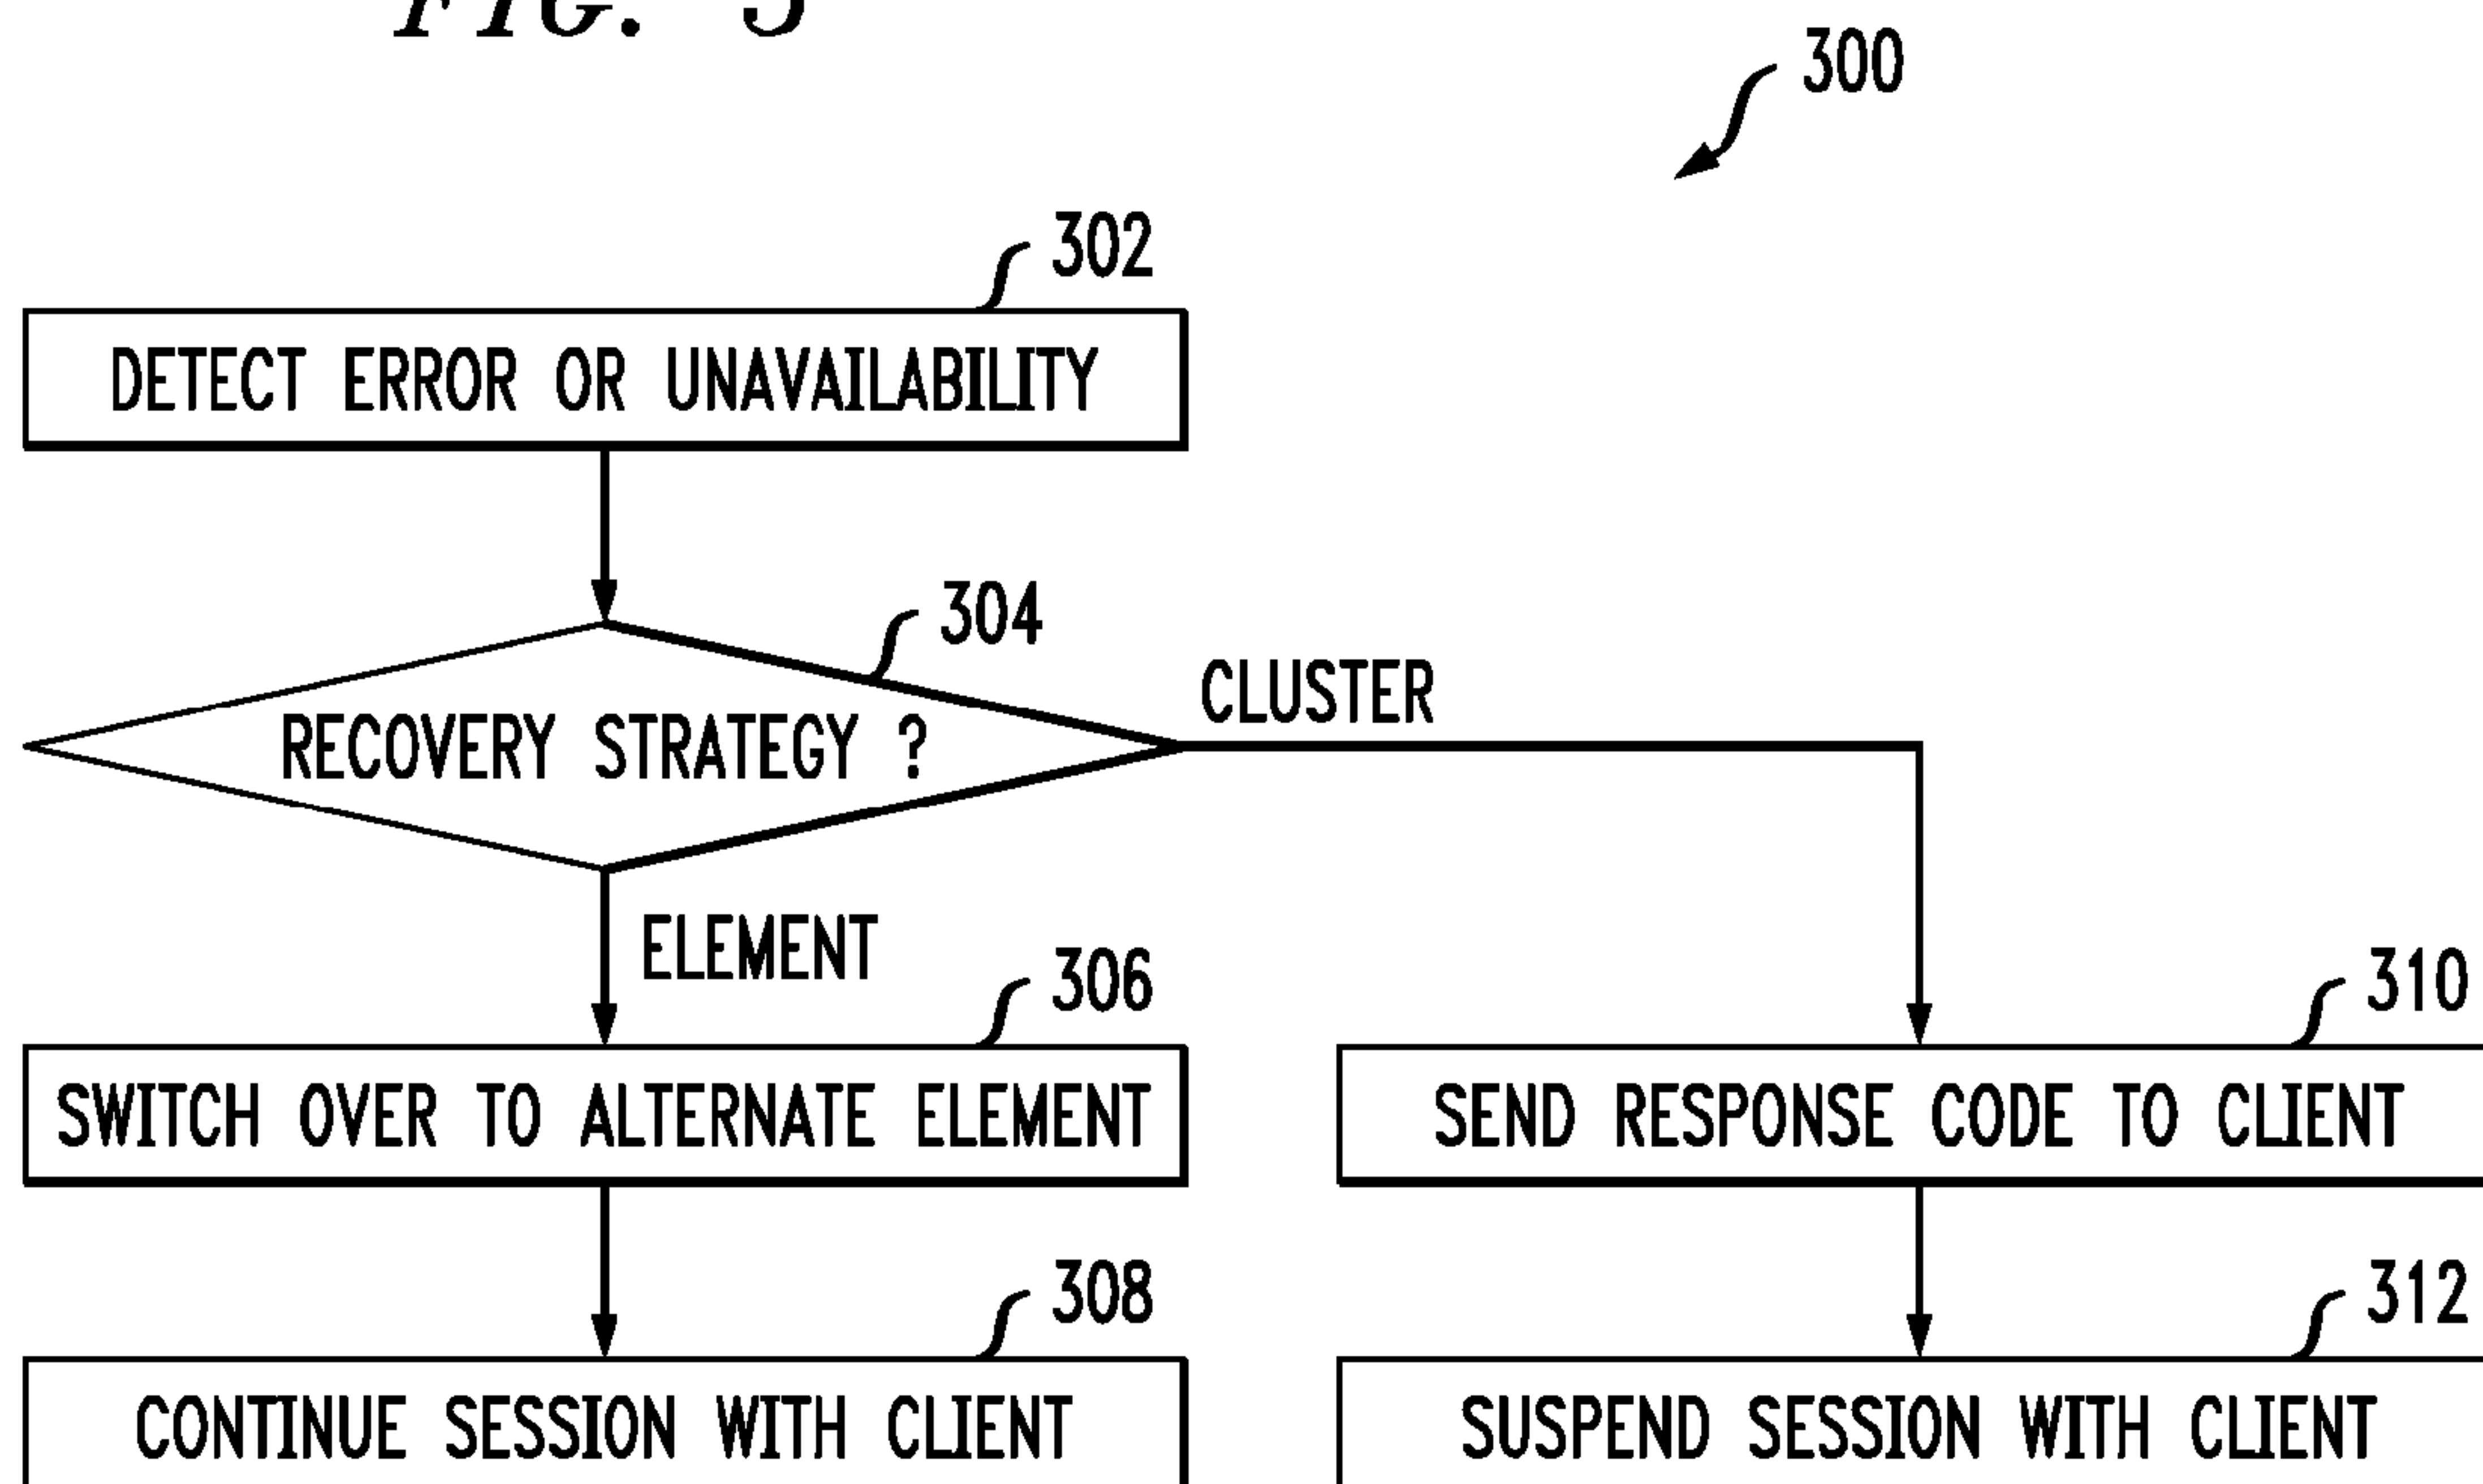 FIG. 3
300
302
DETECT ERROR OR UNAVAILABILITY
304
RECOVERY STRATEGY ?
CLUSTER
ELEMENT
306
310
SWITCH OVER TO ALTERNATE ELEMENT
SEND RESPONSE CODE TO CLIENT
308
312
CONTINUE SESSION WITH CLIENT
SUSPEND SESSION WITH CLIENT